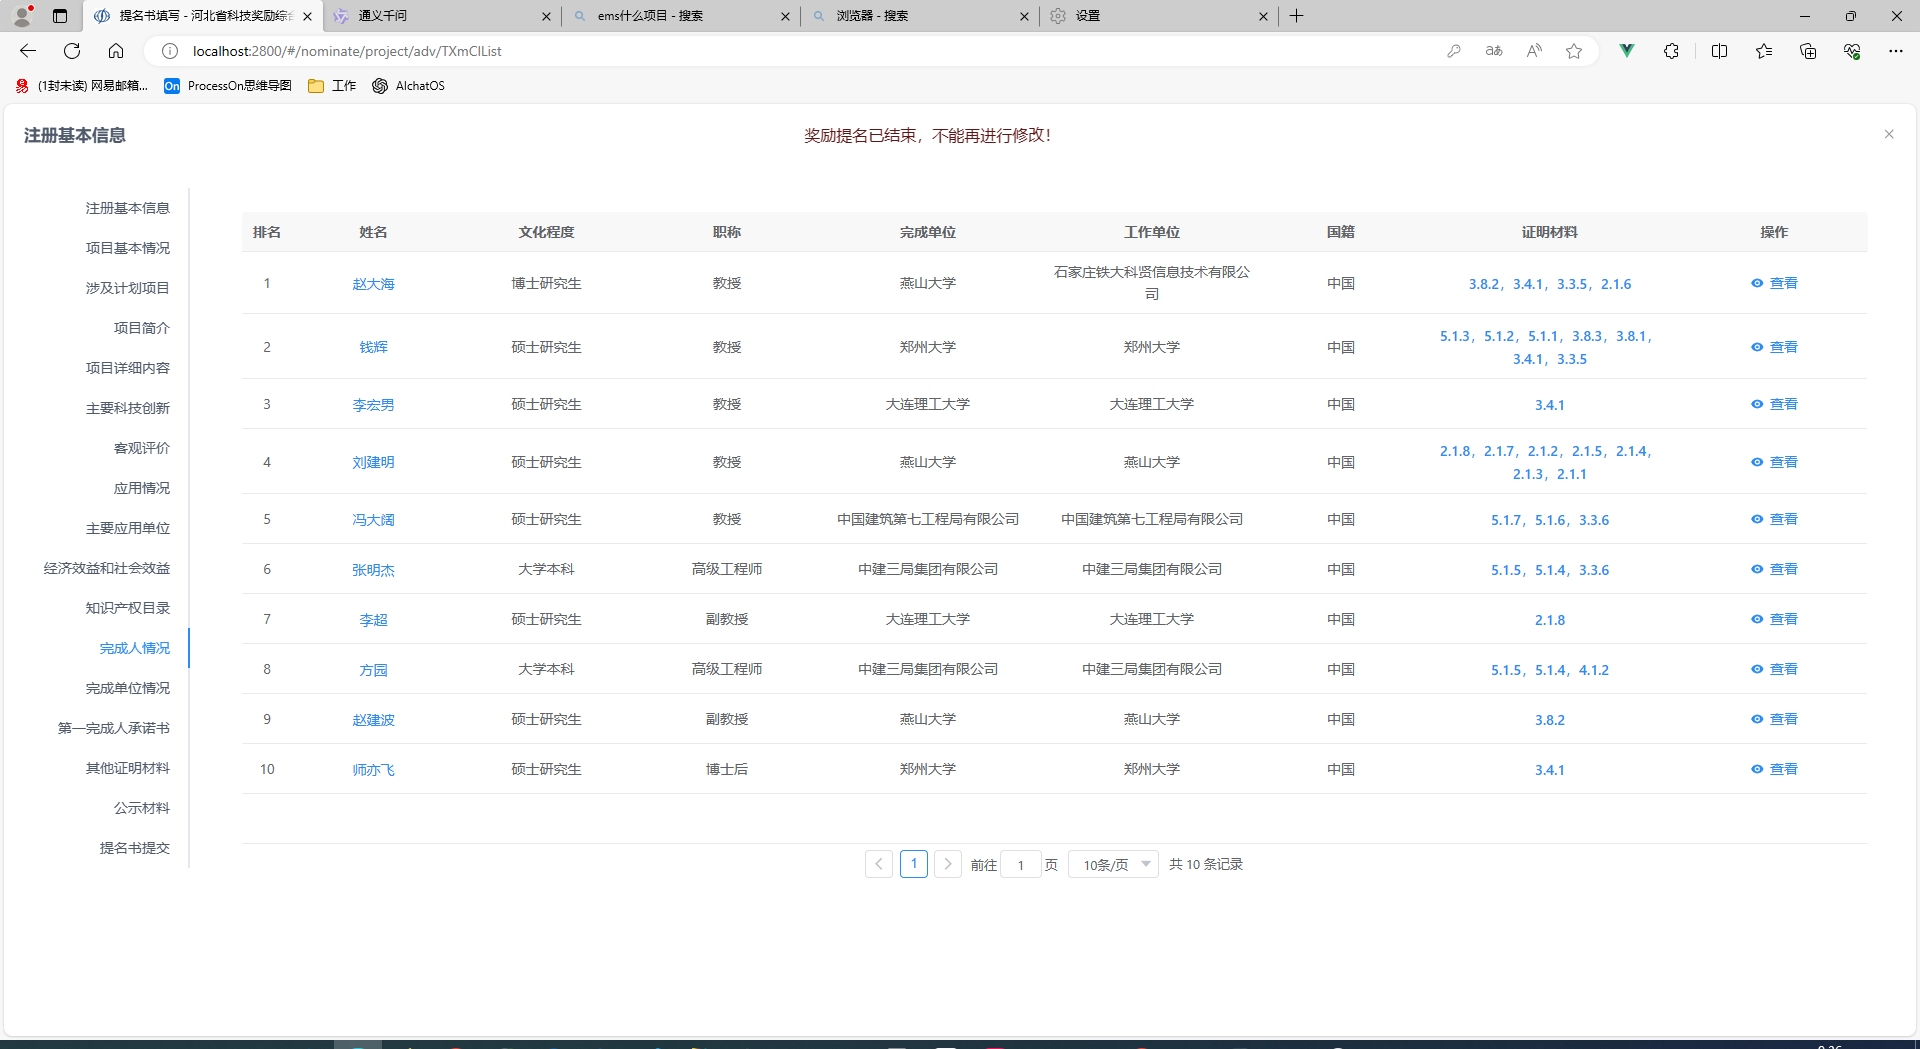 提名书填写 - 河北省科技奖励综合
通义千问
ems什么项目 - 搜索
浏览器 - 搜索
设置
localhost:2800/#/nominate/project/adv/TXmCIList
(1封未读) 网易邮箱...
On ProcessOn思维导图
工作
AIchatOS
注册基本信息
奖励提名已结束，不能再进行修改！
注册基本信息
项目基本情况
涉及计划项目
项目简介
项目详细内容
主要科技创新
客观评价
应用情况
主要应用单位
经济效益和社会效益
知识产权目录
完成人情况
完成单位情况
第一完成人承诺书
其他证明材料
公示材料
提名书提交
排名 姓名 文化程度 职称 完成单位 工作单位 国籍 证明材料 操作
1 赵大海 博士研究生 教授 燕山大学 石家庄铁大科贤信息技术有限公司 中国 3.8.2，3.4.1，3.3.5，2.1.6 查看
2 钱辉 硕士研究生 教授 郑州大学 郑州大学 中国 5.1.3，5.1.2，5.1.1，3.8.3，3.8.1，3.4.1，3.3.5 查看
3 李宏男 硕士研究生 教授 大连理工大学 大连理工大学 中国 3.4.1 查看
4 刘建明 硕士研究生 教授 燕山大学 燕山大学 中国 2.1.8，2.1.7，2.1.2，2.1.5，2.1.4，2.1.3，2.1.1 查看
5 冯大阔 硕士研究生 教授 中国建筑第七工程局有限公司 中国建筑第七工程局有限公司 中国 5.1.7，5.1.6，3.3.6 查看
6 张明杰 大学本科 高级工程师 中建三局集团有限公司 中建三局集团有限公司 中国 5.1.5，5.1.4，3.3.6 查看
7 李超 硕士研究生 副教授 大连理工大学 大连理工大学 中国 2.1.8 查看
8 方园 大学本科 高级工程师 中建三局集团有限公司 中建三局集团有限公司 中国 5.1.5，5.1.4，4.1.2 查看
9 赵建波 硕士研究生 副教授 燕山大学 燕山大学 中国 3.8.2 查看
10 师亦飞 硕士研究生 博士后 郑州大学 郑州大学 中国 3.4.1 查看
1 前往 1 页 10条/页 共 10 条记录